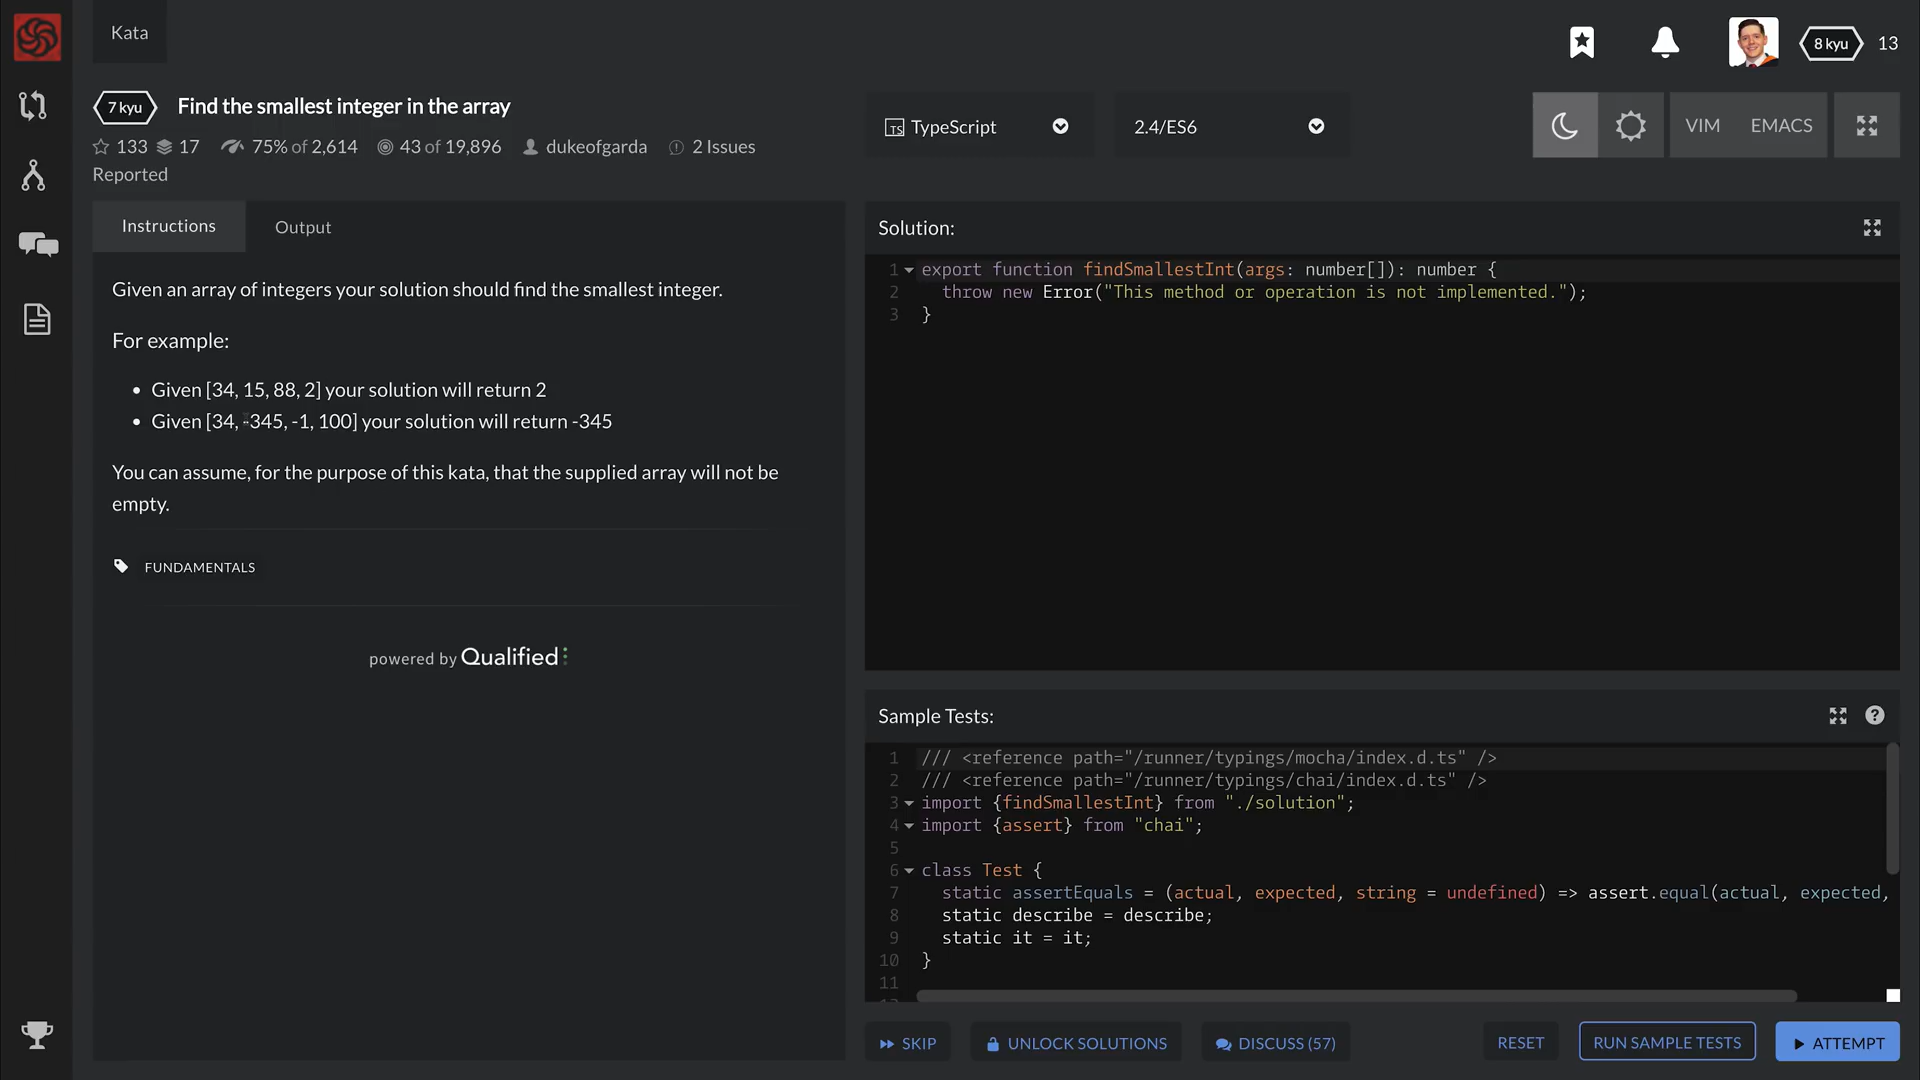 Kata
8 kyu
13
7 kyu
Find the smallest integer in the array
133 17 75% of 2,614 43 of 19,896 dukeofgarda 2 Issues
Reported
TS TypeScript
2.4/ES6
VIM
EMACS
Instructions
Output
Given an array of integers your solution should find the smallest integer.
For example:
• Given [34, 15, 88, 2] your solution will return 2
• Given [34, -345, -1, 100] your solution will return -345
You can assume, for the purpose of this kata, that the supplied array will not be
empty.
FUNDAMENTALS
powered by Qualified
Solution:
1 export function findSmallestInt(args: number[]): number {
2 throw new Error("This method or operation is not implemented.");
3 }
Sample Tests:
1 /// <reference path="/runner/typings/mocha/index.d.ts" />
2 /// <reference path="/runner/typings/chai/index.d.ts" />
3 import {findSmallestInt} from "./solution";
4 import {assert} from "chai";
5
6 class Test {
7 static assertEquals = (actual, expected, string = undefined) => assert.equal(actual, expected,
8 static describe = describe;
9 static it = it;
10 }
11
SKIP
UNLOCK SOLUTIONS
DISCUSS (57)
RESET
RUN SAMPLE TESTS
ATTEMPT